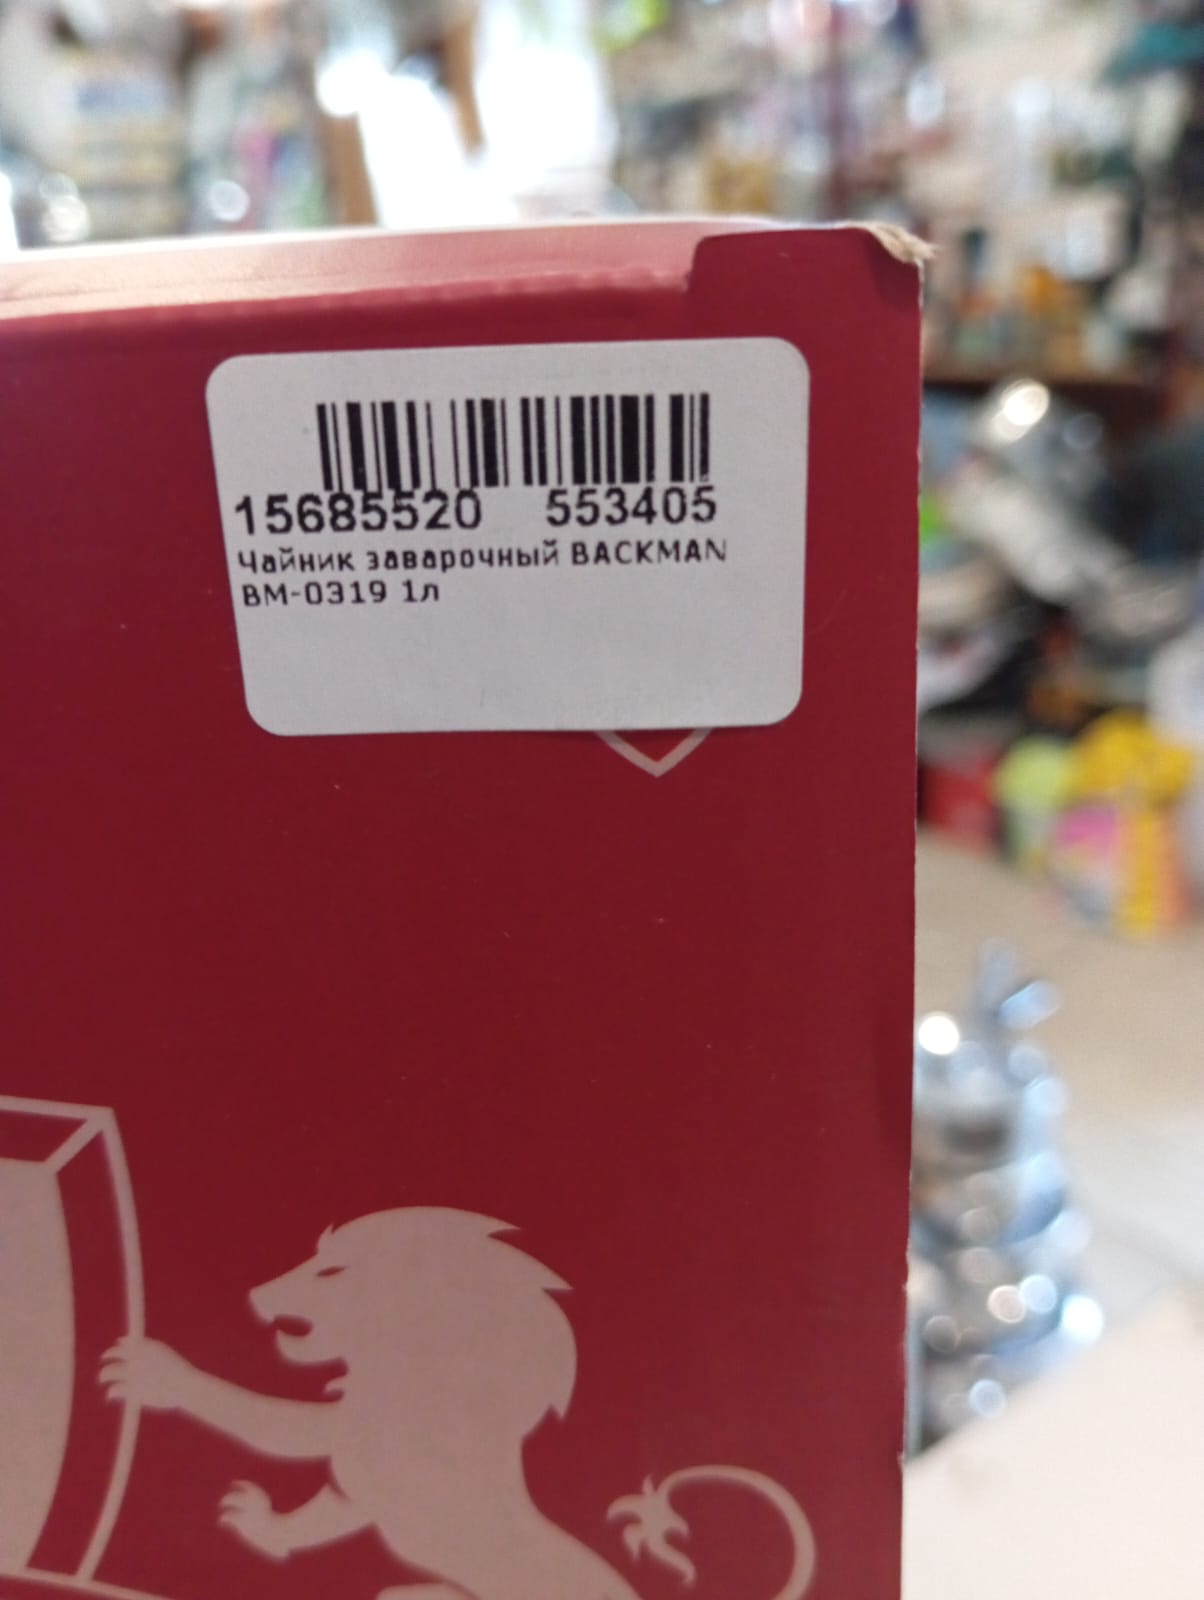 15685520 553405
Чайник заварочный BACKMAN
BM-0319 1л